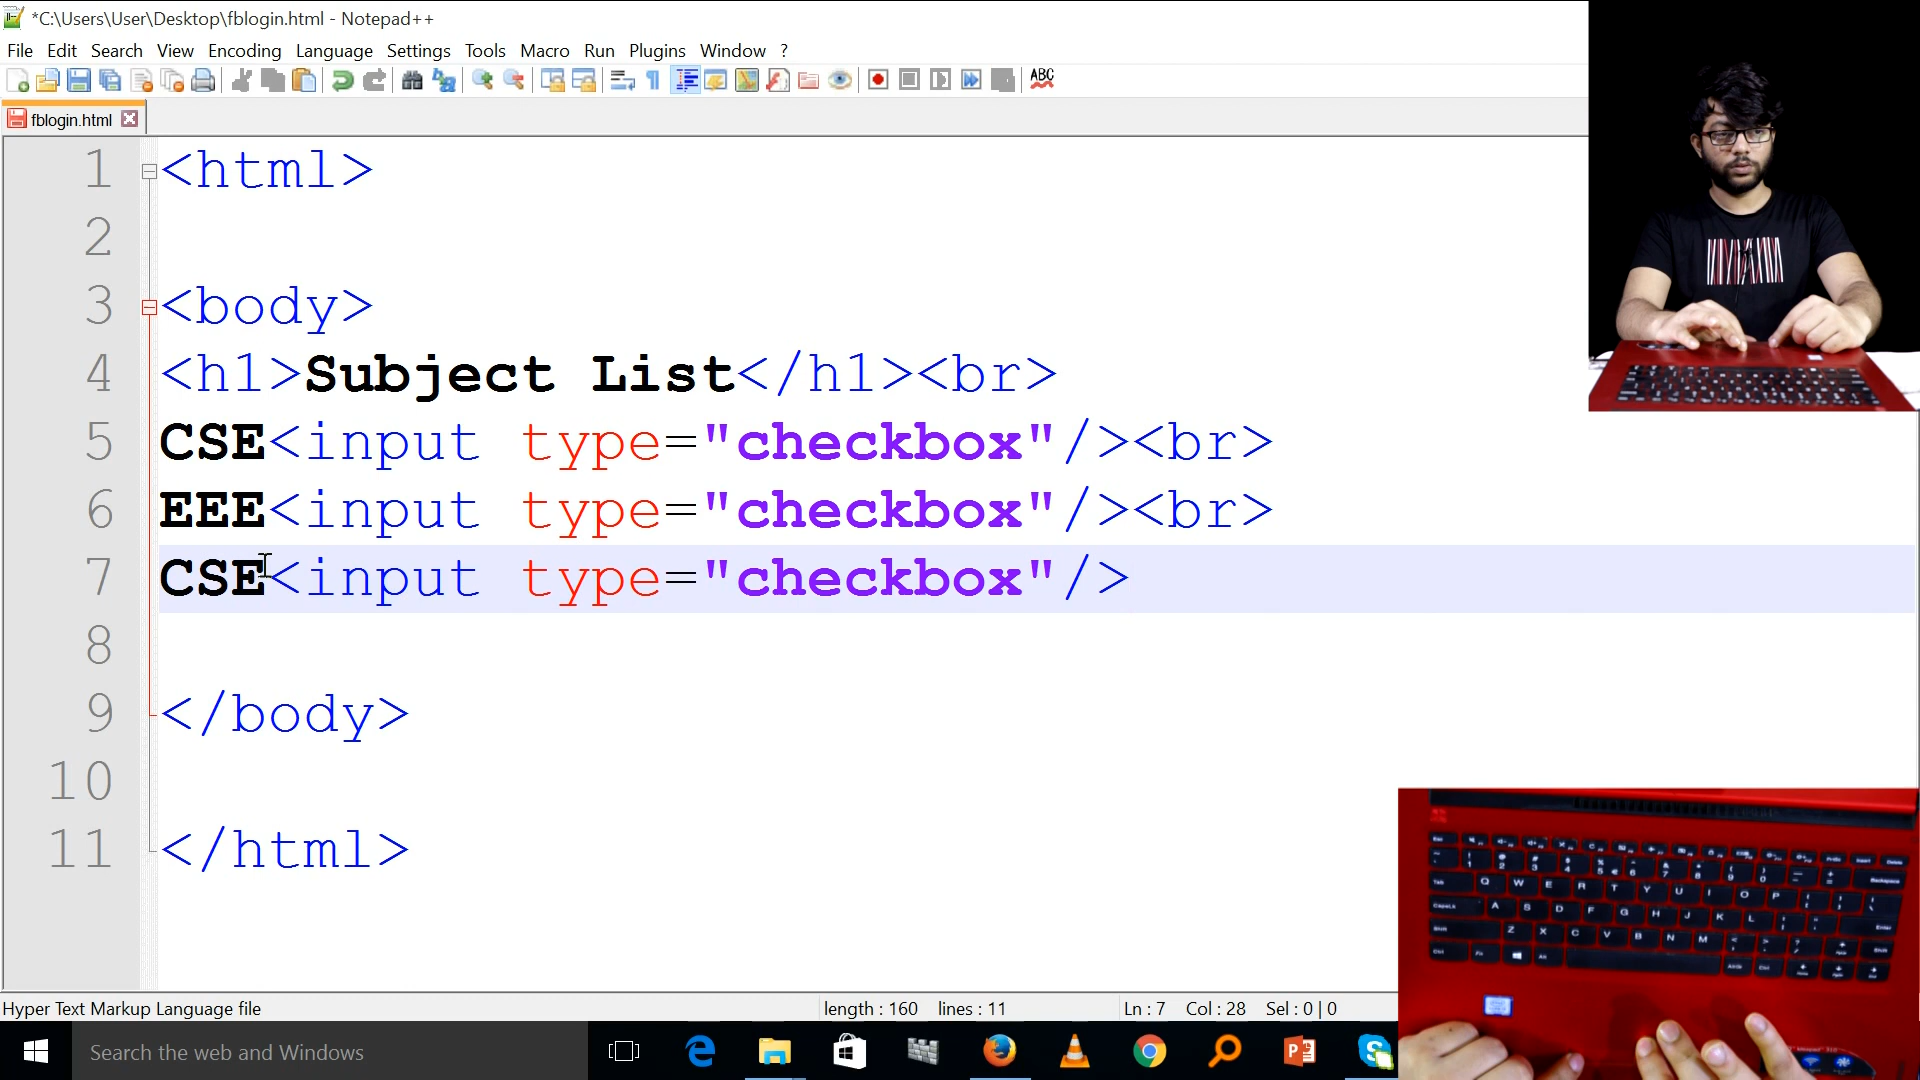 *C:\Users\User\Desktop\fblogin.html - Notepad++
File Edit Search View Encoding Language Settings Tools Macro Run Plugins Window ?
ABC
fblogin.html
1 <html>
2
3 <body>
4 <h1>Subject List</h1><br>
5 CSE<input type="checkbox"/><br>
6 EEE<input type="checkbox"/><br>
7 CSE<input type="checkbox"/>
8
9 </body>
10
11 </html>
Hyper Text Markup Language file length : 160 lines : 11 Ln : 7 Col : 28 Sel : 0 | 0
Search the web and Windows